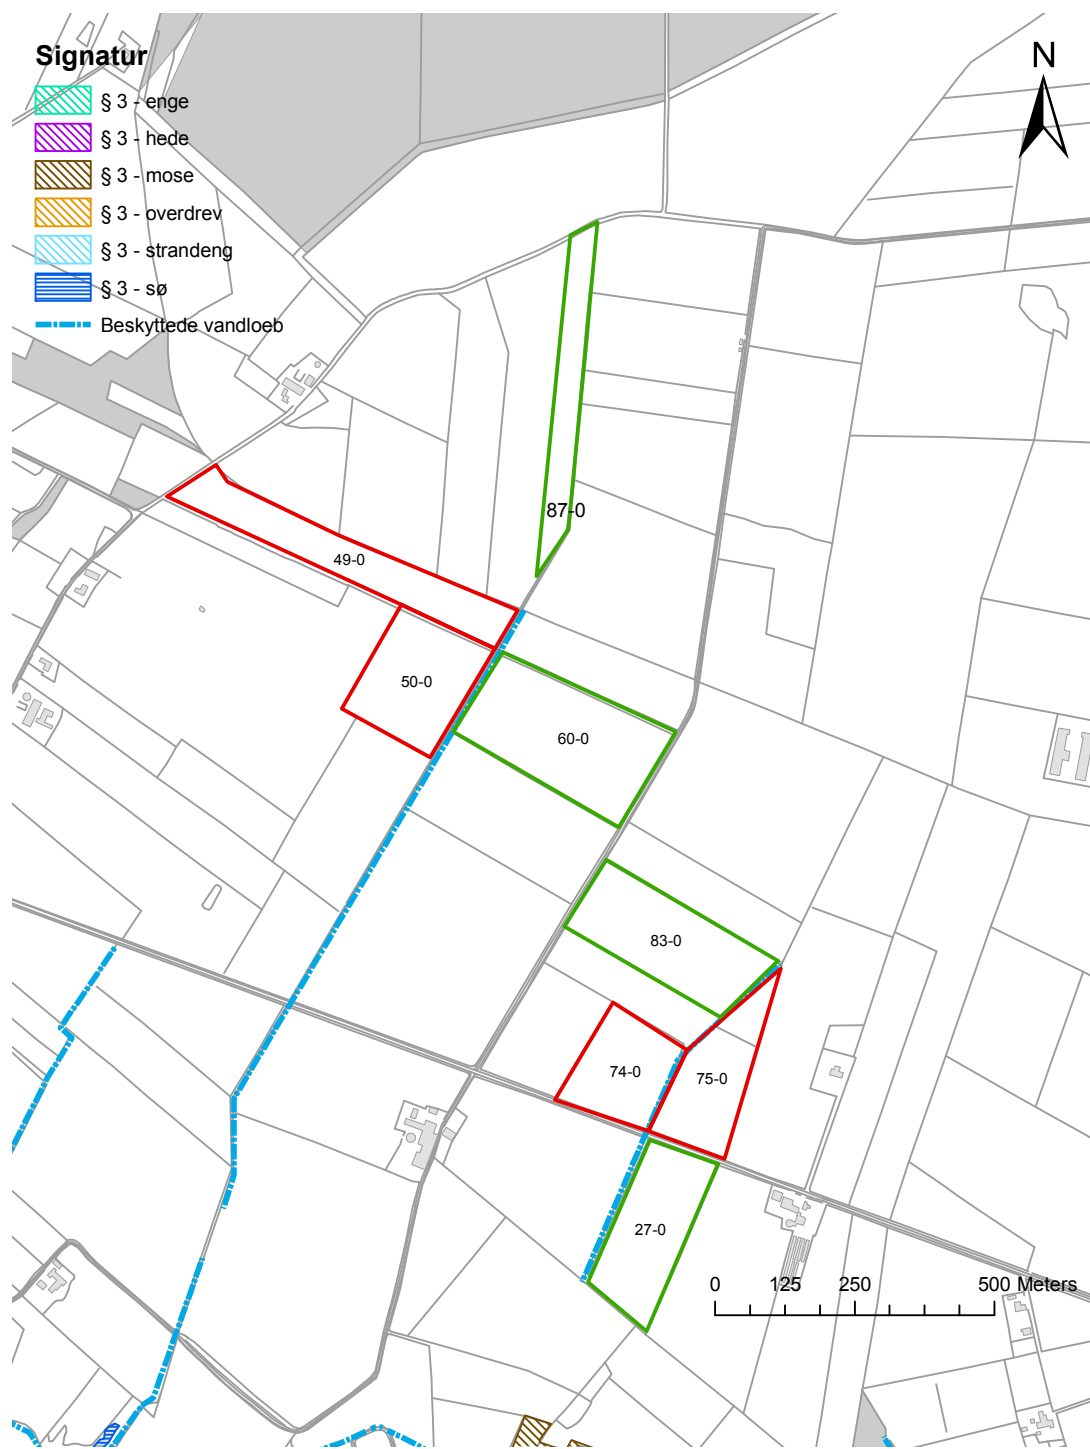 Signatur
§ 3 - enge
§ 3 - hede
§ 3 - mose
§ 3 - overdrev
§ 3 - strandeng
§ 3 - sø
Beskyttede vandloeb
N
87-0
49-0
50-0
60-0
83-0
74-0
75-0
27-0
0 125 250 500 Meters